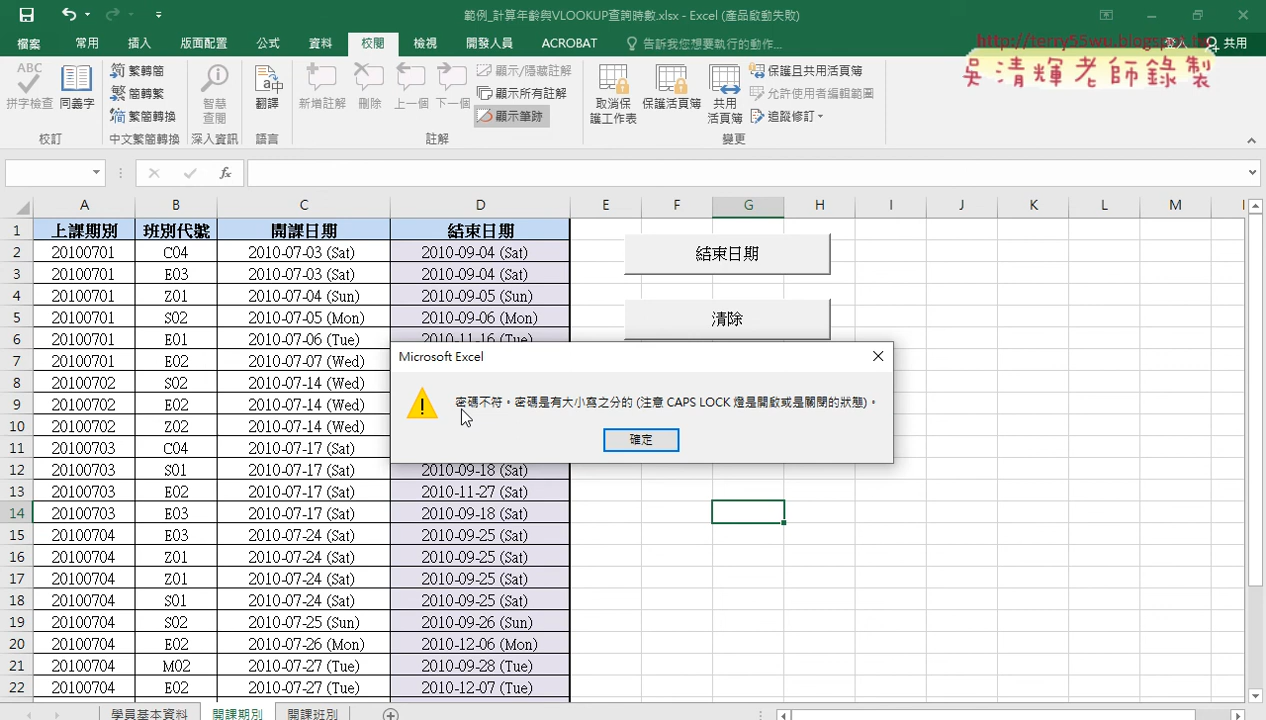 範例_計算年齡與VLOOKUP查詢時數.xlsx - Excel (產品啟動失敗)
檔案 常用 插入 版面配置 公式 資料 校閱 檢視 開發人員 ACROBAT 告訴我您想要執行的動作... 登入 共用
http://terry55wu.blogspot.tw
吳清輝老師錄製
ABC 拼字檢查 同義字 繁轉簡 簡轉繁 繁簡轉換 智慧查閱 翻譯 新增註解 刪除 上一個 下一個 顯示/隱藏註解 顯示所有註解 顯示筆跡 取消保護工作表 保護活頁簿 共用活頁簿 保護且共用活頁簿 允許使用者編輯範圍 追蹤修訂
校訂 中文繁簡轉換 深入資訊 語言 註解 變更
fx
A B C D E F G H I J K L M
1 上課期別 班別代號 開課日期 結束日期
2 20100701 C04 2010-07-03 (Sat) 2010-09-04 (Sat)
結束日期
3 20100701 E03 2010-07-03 (Sat) 2010-09-04 (Sat)
4 20100701 Z01 2010-07-04 (Sun) 2010-09-05 (Sun)
5 20100701 S02 2010-07-05 (Mon) 2010-09-06 (Mon)
清除
6 20100701 E01 2010-07-06 (Tue) 2010-11-16 (Tue)
7 20100701 E02 2010-07-07 (Wed)
8 20100702 S02 2010-07-14 (Wed)
9 20100702 E02 2010-07-14 (Wed)
10 20100702 Z02 2010-07-14 (Wed)
11 20100703 C04 2010-07-17 (Sat)
Microsoft Excel
密碼不符。密碼是有大小寫之分的 (注意 CAPS LOCK 燈是開啟或是關閉的狀態)。
確定
12 20100703 S01 2010-07-17 (Sat) 2010-09-18 (Sat)
13 20100703 E02 2010-07-17 (Sat) 2010-11-27 (Sat)
14 20100703 E03 2010-07-17 (Sat) 2010-09-18 (Sat)
15 20100704 E03 2010-07-24 (Sat) 2010-09-25 (Sat)
16 20100704 Z01 2010-07-24 (Sat) 2010-09-25 (Sat)
17 20100704 Z01 2010-07-24 (Sat) 2010-09-25 (Sat)
18 20100704 S01 2010-07-24 (Sat) 2010-09-25 (Sat)
19 20100704 S02 2010-07-25 (Sun) 2010-09-26 (Sun)
20 20100704 E02 2010-07-26 (Mon) 2010-12-06 (Mon)
21 20100704 M02 2010-07-27 (Tue) 2010-09-28 (Tue)
22 20100704 E02 2010-07-27 (Tue) 2010-12-07 (Tue)
學員基本資料 開課期別 開課班別